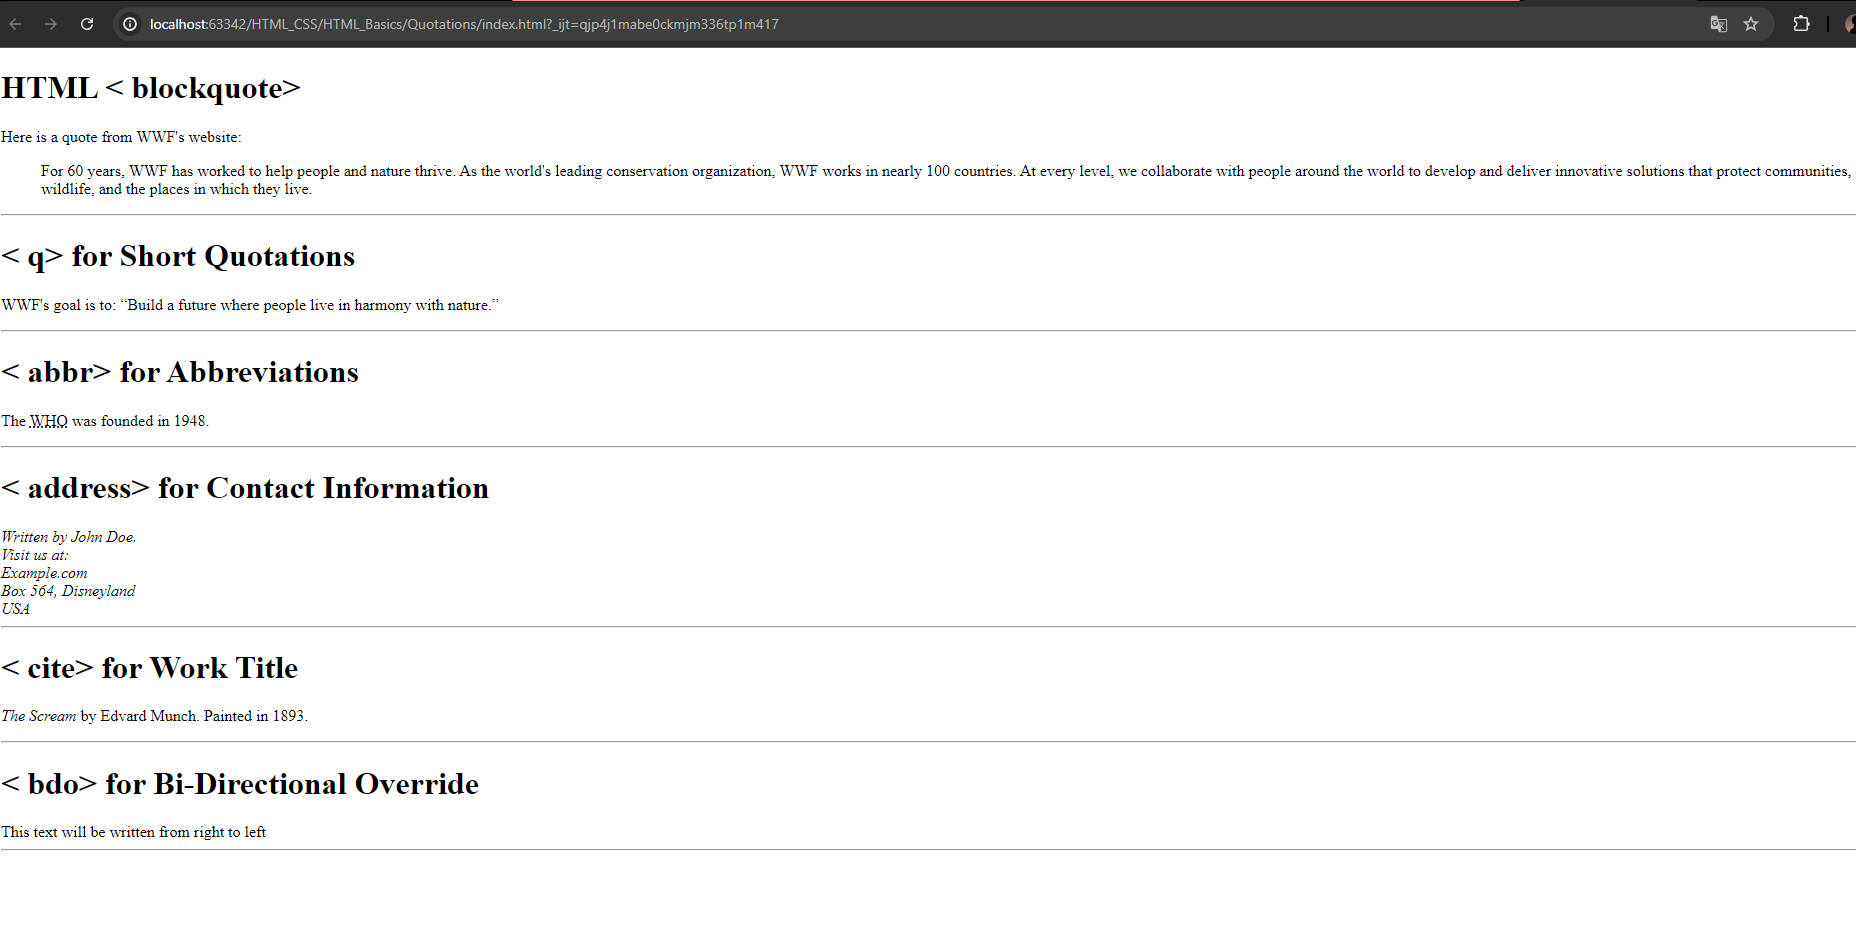 localhost:63342/HTML_CSS/HTML_Basics/Quotations/index.html?_ijt=qjp4j1mabe0ckmjm336tp1m417
HTML < blockquote>
Here is a quote from WWF's website:
For 60 years, WWF has worked to help people and nature thrive. As the world's leading conservation organization, WWF works in nearly 100 countries. At every level, we collaborate with people around the world to develop and deliver innovative solutions that protect communities,
wildlife, and the places in which they live.
< q> for Short Quotations
WWF's goal is to: “Build a future where people live in harmony with nature.”
< abbr> for Abbreviations
The WHO was founded in 1948.
< address> for Contact Information
Written by John Doe.
Visit us at:
Example.com
Box 564, Disneyland
USA
< cite> for Work Title
The Scream by Edvard Munch. Painted in 1893.
< bdo> for Bi-Directional Override
This text will be written from right to left